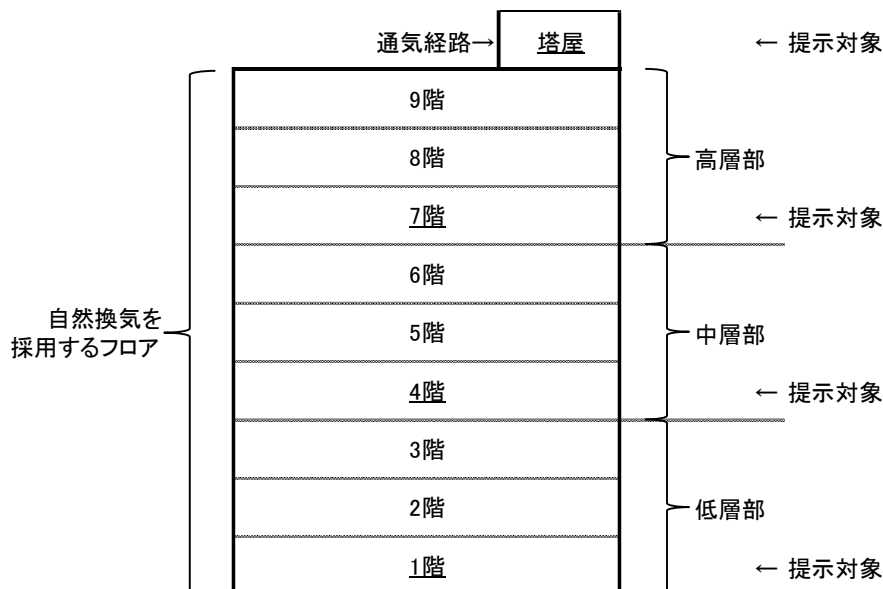 通気経路→ 塔屋 ← 提示対象
9階
8階
高層部
7階 ← 提示対象
6階
自然換気を
採用するフロア
5階
中層部
4階 ← 提示対象
3階
2階
低層部
1階 ← 提示対象